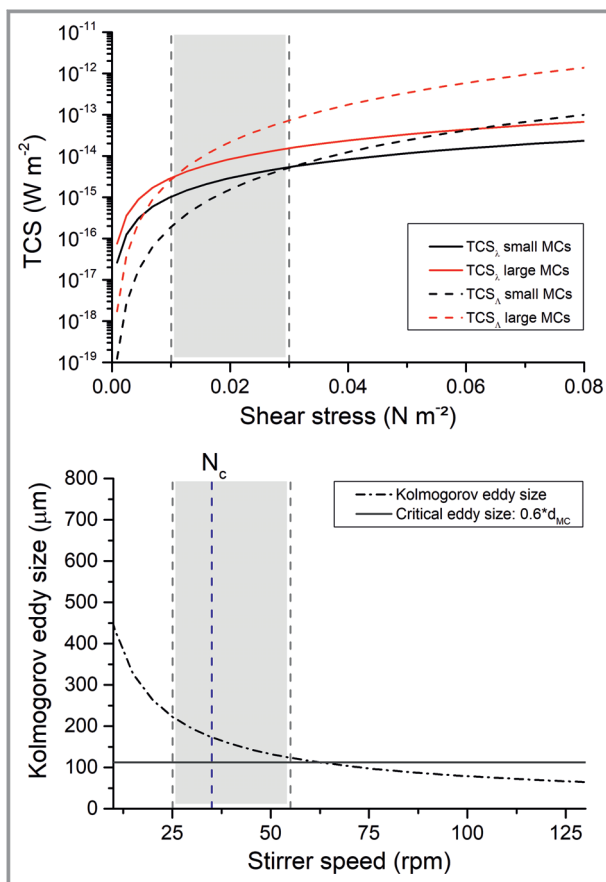 10⁻¹¹
10⁻¹²
10⁻¹³
10⁻¹⁴
10⁻¹⁵
10⁻¹⁶
10⁻¹⁷
10⁻¹⁸
10⁻¹⁹
TCS (W m⁻²)
TCS_λ small MCs
TCS_λ large MCs
TCS_Λ small MCs
TCS_Λ large MCs
0.00 0.02 0.04 0.06 0.08
Shear stress (N m⁻²)
N_c
800
700
600
500
400
300
200
100
0
Kolmogorov eddy size (μm)
Kolmogorov eddy size
Critical eddy size: 0.6*d_MC
25 50 75 100 125
Stirrer speed (rpm)